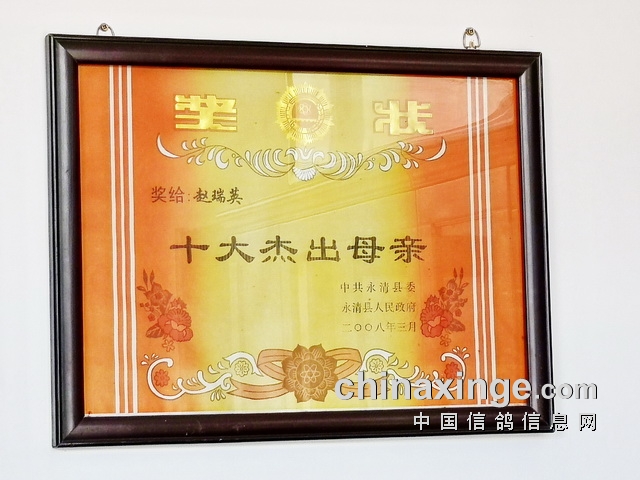 奖状
奖给:赵瑞英
十大杰出母亲
中共永清县委
永清县人民政府
二〇〇八年三月
chinaxinge.com
中国信鸽信息网